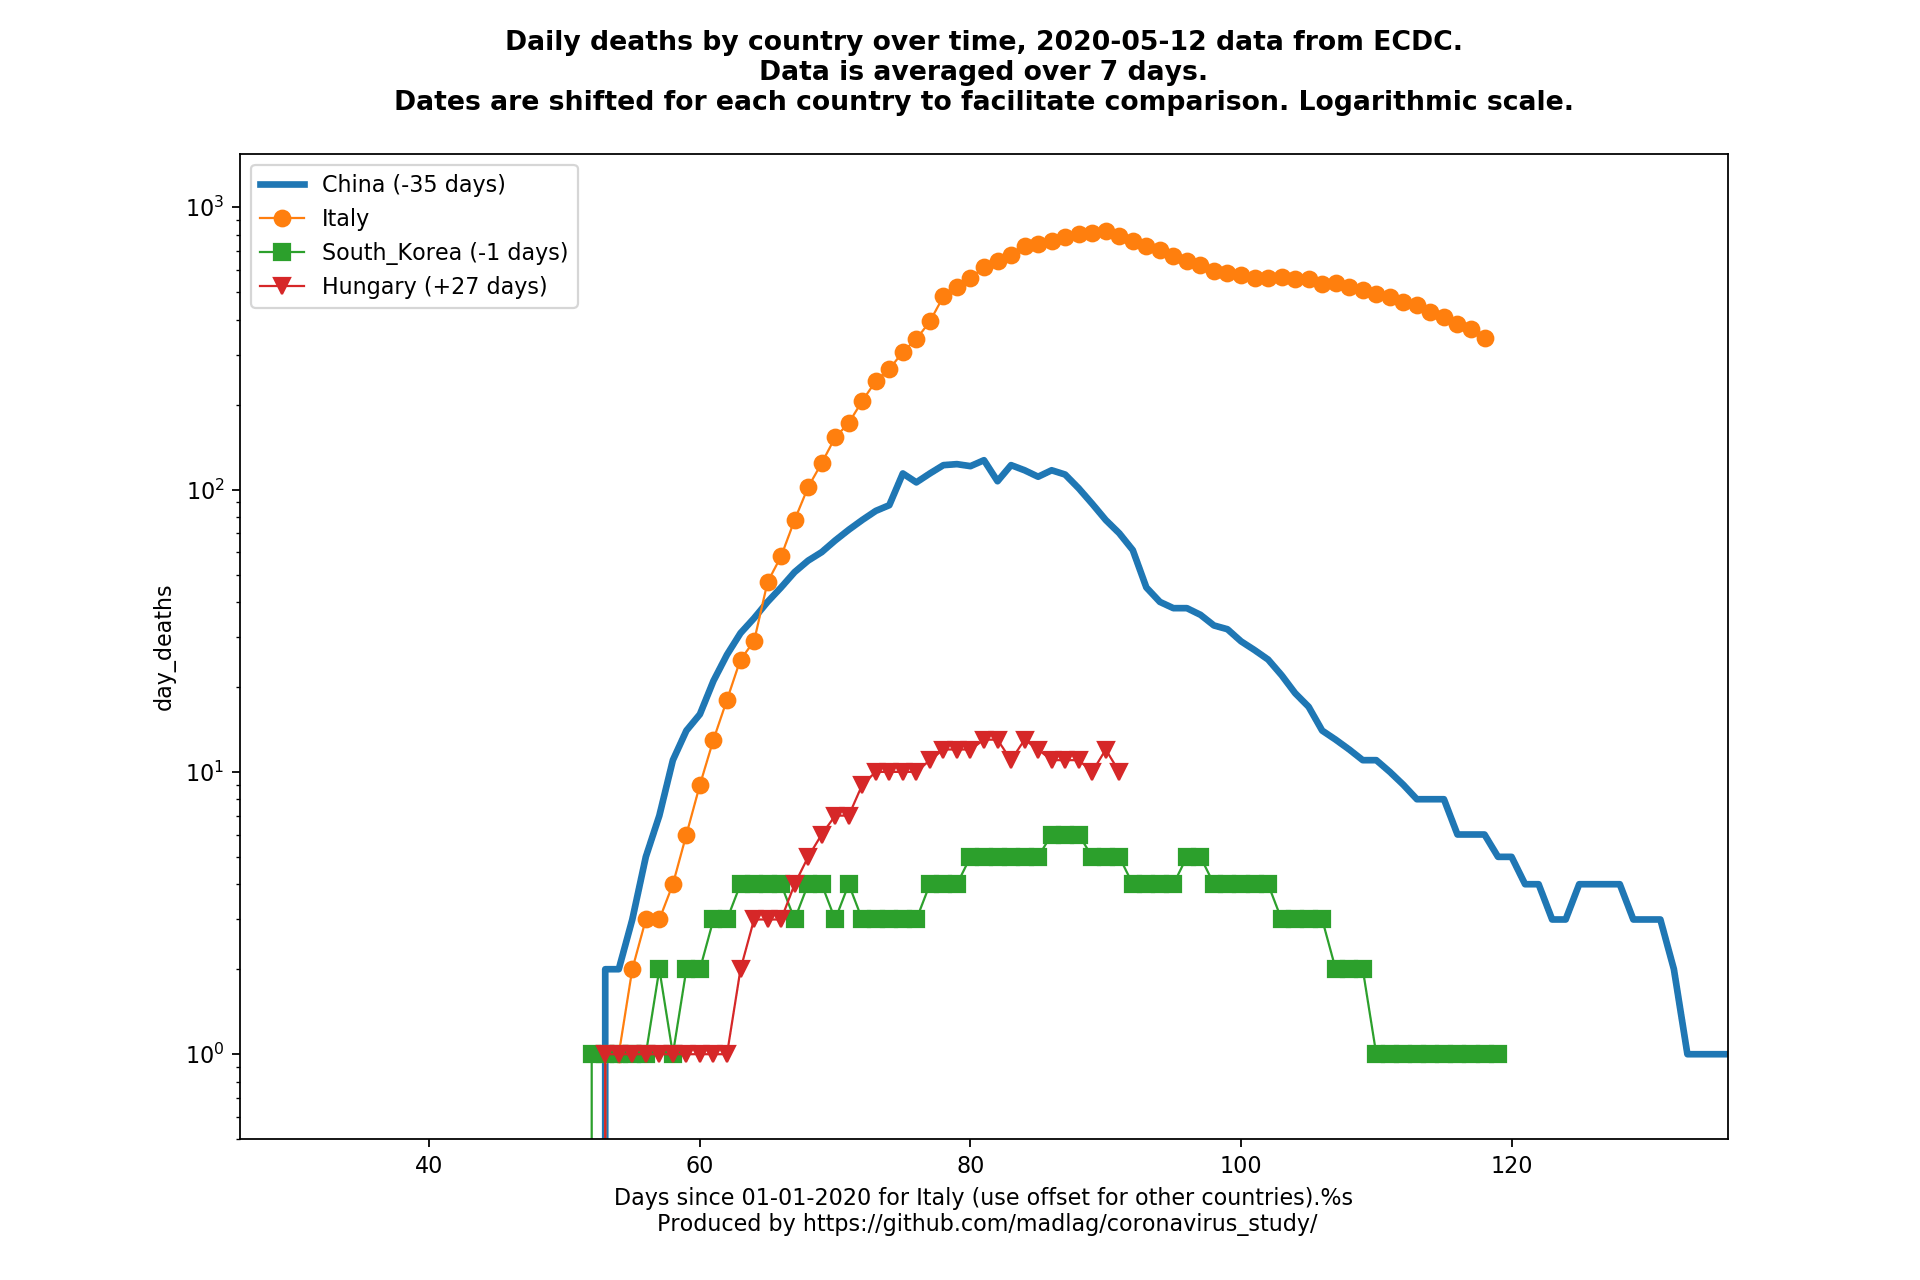 Daily deaths by country over time, 2020-05-12 data from ECDC.
Data is averaged over 7 days.
Dates are shifted for each country to facilitate comparison. Logarithmic scale.
China (-35 days)
Italy
South_Korea (-1 days)
Hungary (+27 days)
10³
10²
10¹
10⁰
day_deaths
40 60 80 100 120
Days since 01-01-2020 for Italy (use offset for other countries).%s
Produced by https://github.com/madlag/coronavirus_study/